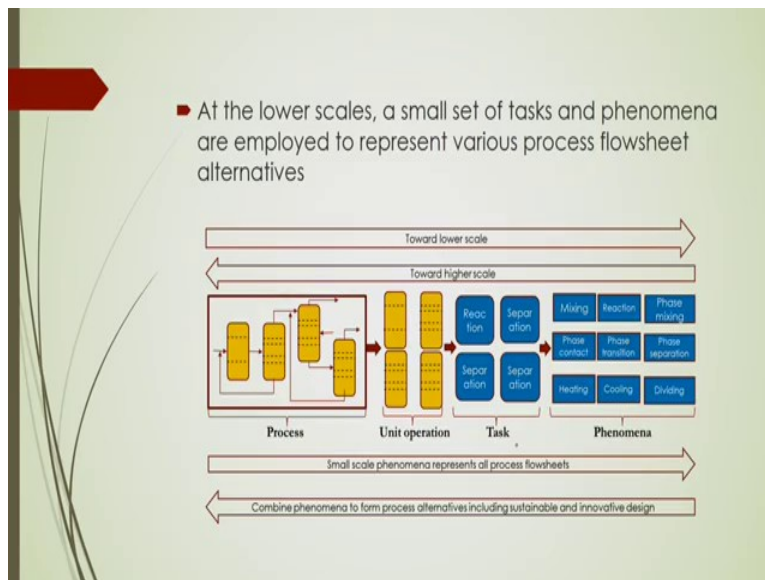 At the lower scales, a small set of tasks and phenomena
are employed to represent various process flowsheet
alternatives
Toward lower scale
Toward higher scale
Reac
tion
Separ
ation
Separ
ation
Separ
ation
Mixing
Reaction
Phase
mixing
Phase
contact
Phase
transition
Phase
separation
Heating
Cooling
Dividing
Process
Unit operation
Task
Phenomena
Small scale phenomena represents all process flowsheets
Combine phenomena to form process alternatives including sustainable and innovative design